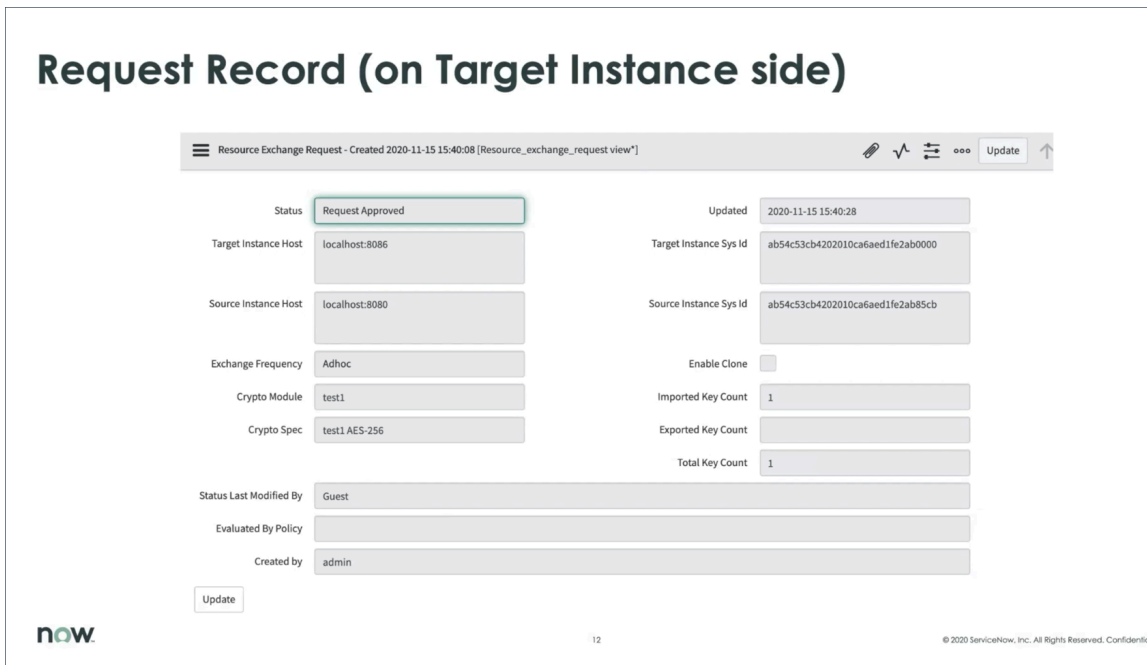 Request Record (on Target Instance side)
Resource Exchange Request - Created 2020-11-15 15:40:08 [Resource_exchange_request view*]
Update
Status Request Approved
Updated 2020-11-15 15:40:28
Target Instance Host localhost:8086
Target Instance Sys Id ab54c53cb4202010ca6aed1fe2ab0000
Source Instance Host localhost:8080
Source Instance Sys Id ab54c53cb4202010ca6aed1fe2ab85cb
Exchange Frequency Adhoc
Enable Clone
Crypto Module test1
Imported Key Count 1
Crypto Spec test1 AES-256
Exported Key Count
Total Key Count 1
Status Last Modified By Guest
Evaluated By Policy
Created by admin
Update
now.
12
© 2020 ServiceNow, Inc. All Rights Reserved. Confidenti